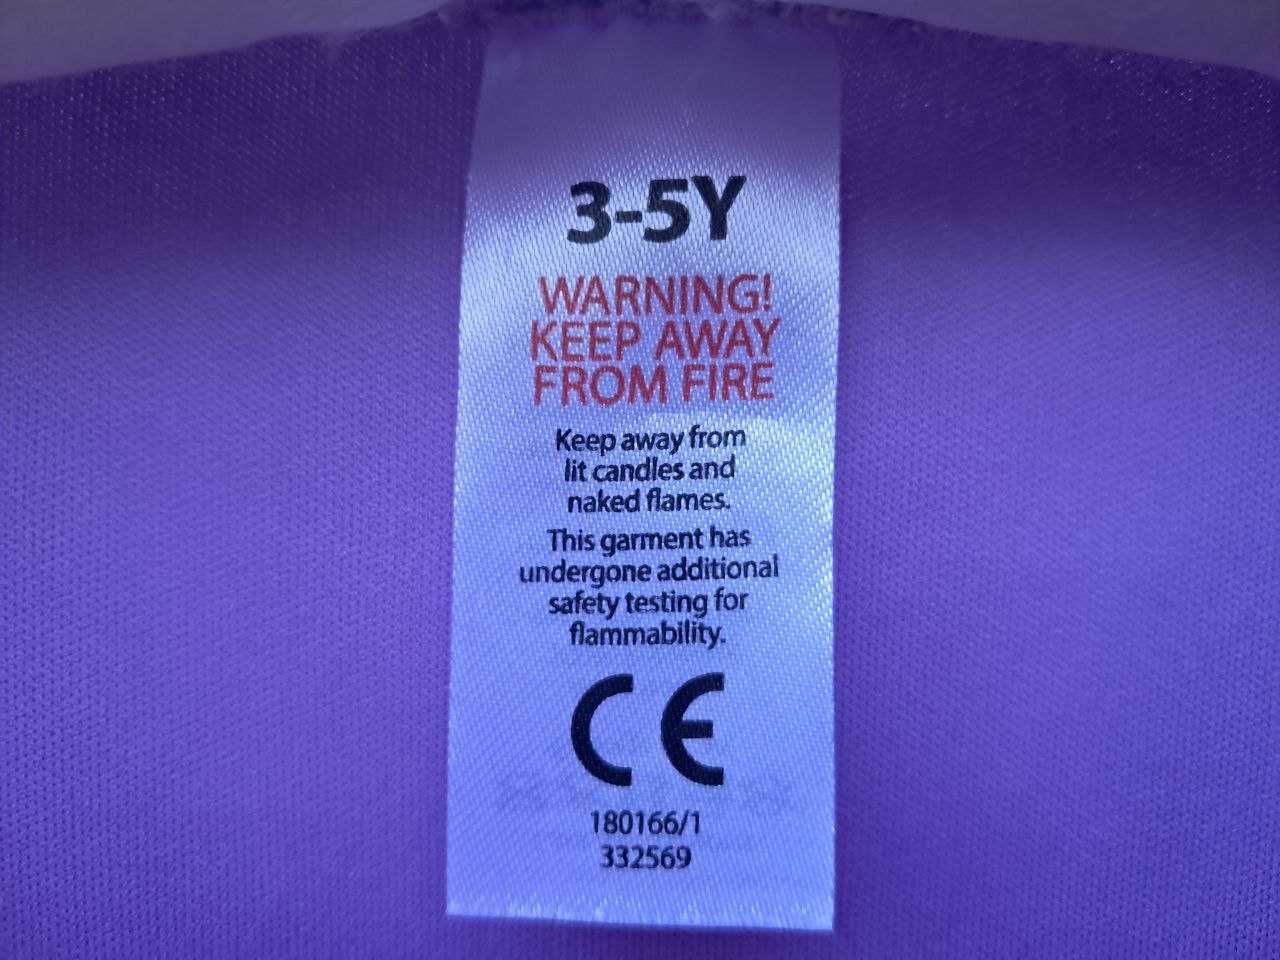 3-5Y
WARNING!
KEEP AWAY
FROM FIRE
Keep away from
lit candles and
naked flames.
This garment has
undergone additional
safety testing for
flammability.
CE
180166/1
332569